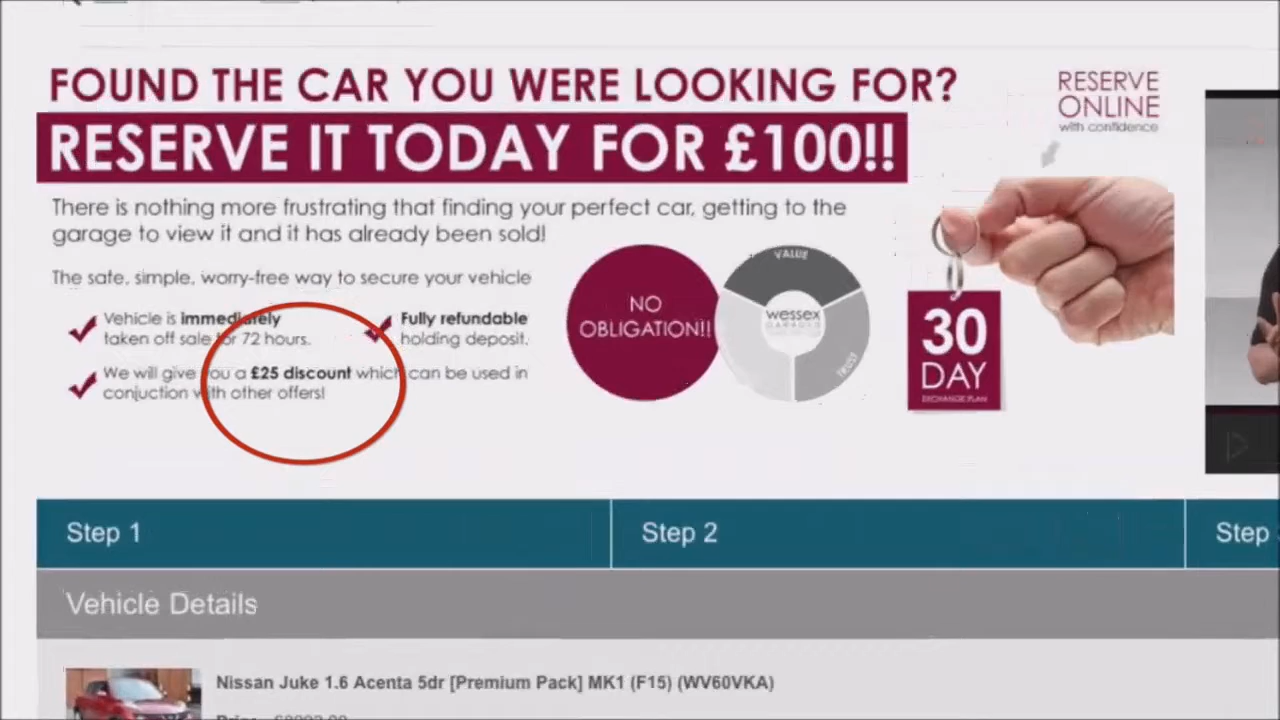 FOUND THE CAR YOU WERE LOOKING FOR?
RESERVE IT TODAY FOR £100!!
RESERVE
ONLINE
with confidence
There is nothing more frustrating that finding your perfect car, getting to the
garage to view it and it has already been sold!
The safe, simple, worry-free way to secure your vehicle
Vehicle is immediately
taken off sale for 72 hours.
Fully refundable
holding deposit.
We will give you a £25 discount which can be used in
conjuction with other offers!
NO
OBLIGATION!!
VALUE
wessex
GARAGES
TRUST
30
DAY
EXCHANGE PLAN
Step 1
Step 2
Step
Vehicle Details
Nissan Juke 1.6 Acenta 5dr [Premium Pack] MK1 (F15) (WV60VKA)